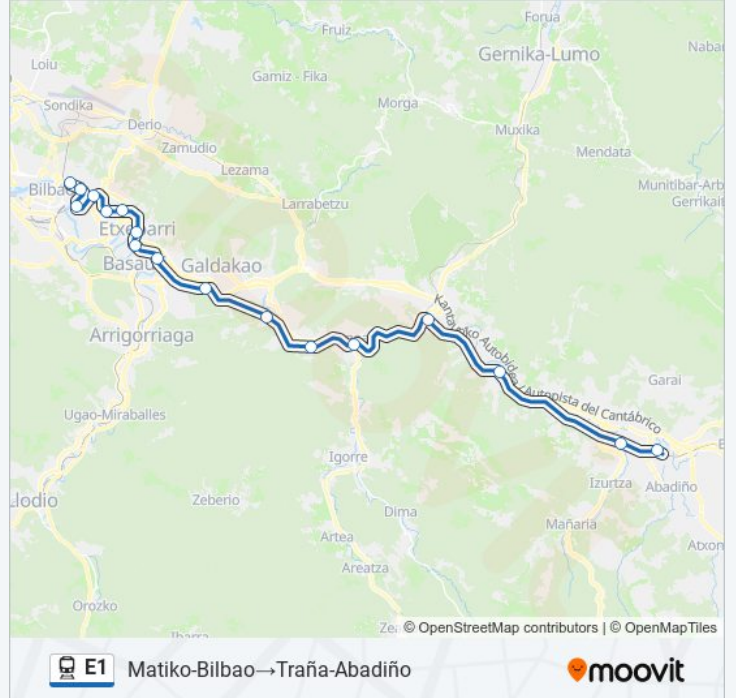 Forua
Fruiz
Loiu
Gernika-Lumo
Gamiz - Fika
Sondika
Morga
Derio
Muxika
Zamudio
Mendata
Lezama
Munitibar-Arb
Bilbao
Larrabetzu
Gerrikait
Etxebarri
Basauri
Galdakao
Arrigorriaga
Autopista del Cantábrico
Garai
Ugao-Miraballes
Igorre
Izurtza
Abadiño
Zeberio
Dima
Mañaria
Artea
Areatza
Atxon
Orozko
© OpenStreetMap contributors | © OpenMapTiles
E1 Matiko-Bilbao→Traña-Abadiño
moovit